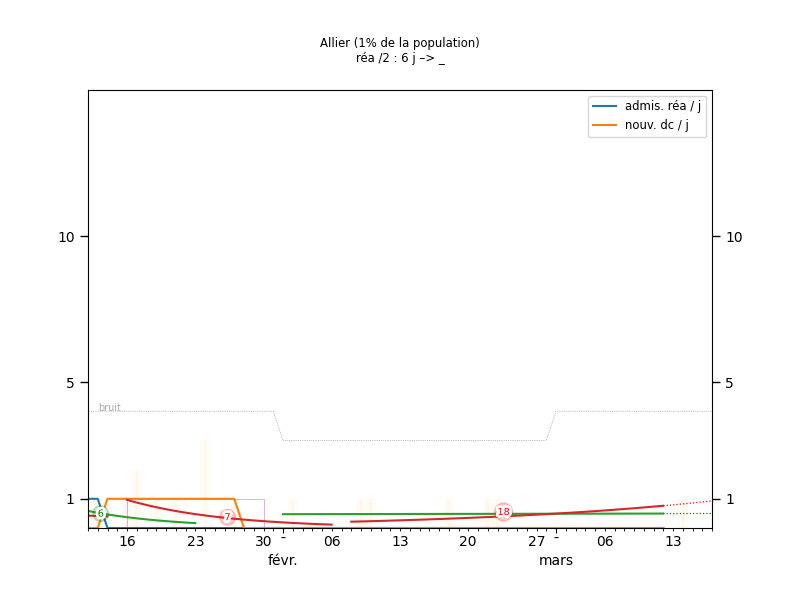 Allier (1% de la population)
réa /2 : 6 j –> _
admis. réa / j
nouv. dc / j
10 10
5 5
bruit
1 1
6 7 18
16 23 30 - 06 13 20 27 - 06 13
févr. mars